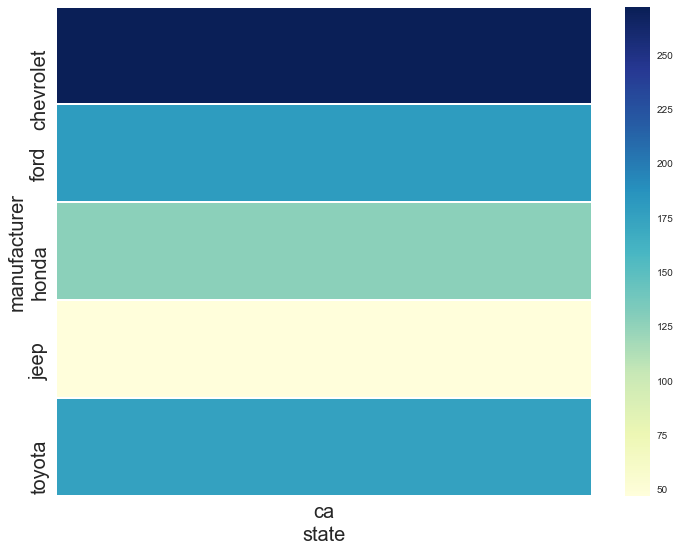 manufacturer
chevrolet
ford
honda
jeep
toyota
ca
state
250
225
200
175
150
125
100
75
50